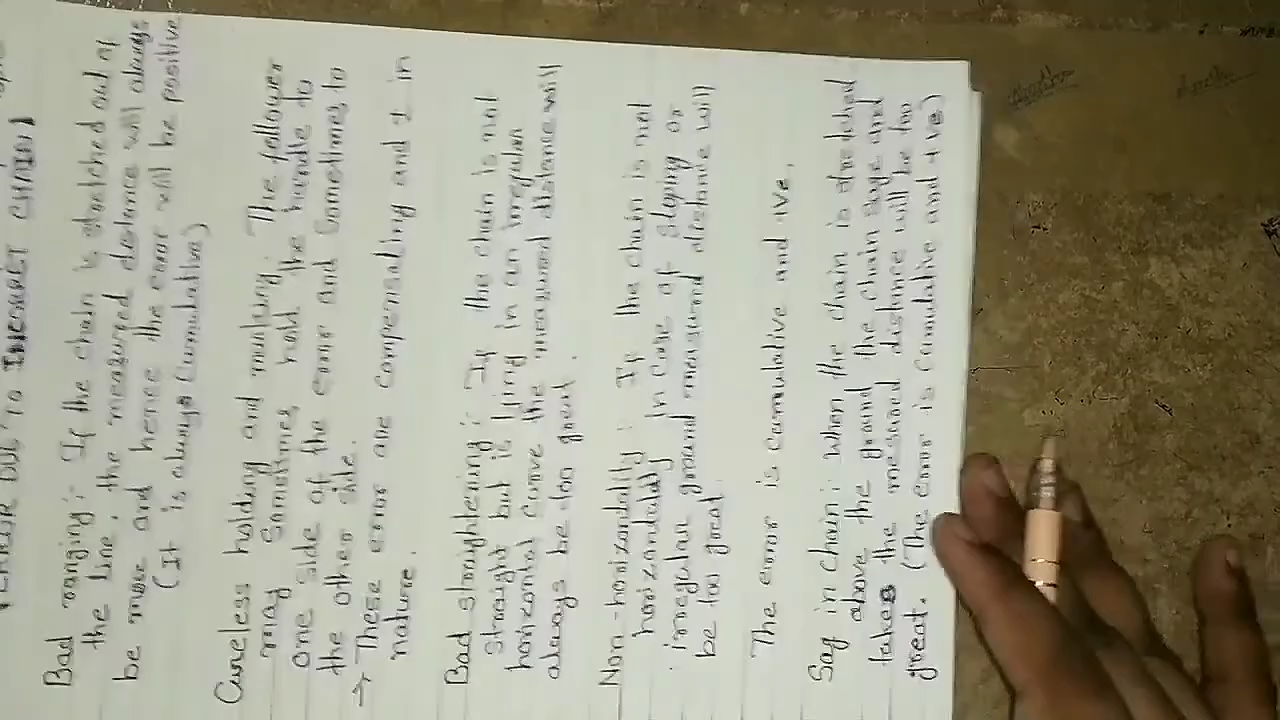 ERROR DUE TO INCORRECT CHAIN)
Bad ranging : If the chain is stretched out of
the line, the measurged distance will always
be more and hence the error will be positive
(It is always Cumulative)
Careless holding and marking : The follower
may Sometimes hold the handle to
one side of the error and Sometimes to
the other side.
→ These error are compensating and ± in
nature.
Bad straightening : If the chain is not
straight but is lying in an irregular
horizontal curve the measured distance will
always be too great.
Non-horizontally : If the chain is not
horizontally in case of sloping or
irregular ground measured distance will
be too great.
The error is cumulative and +ve.
Sag in chain : when the chain is stretched
above the ground the chain sags and
takes the mesured distance will be too
great. (The error is cumulative and +ve)